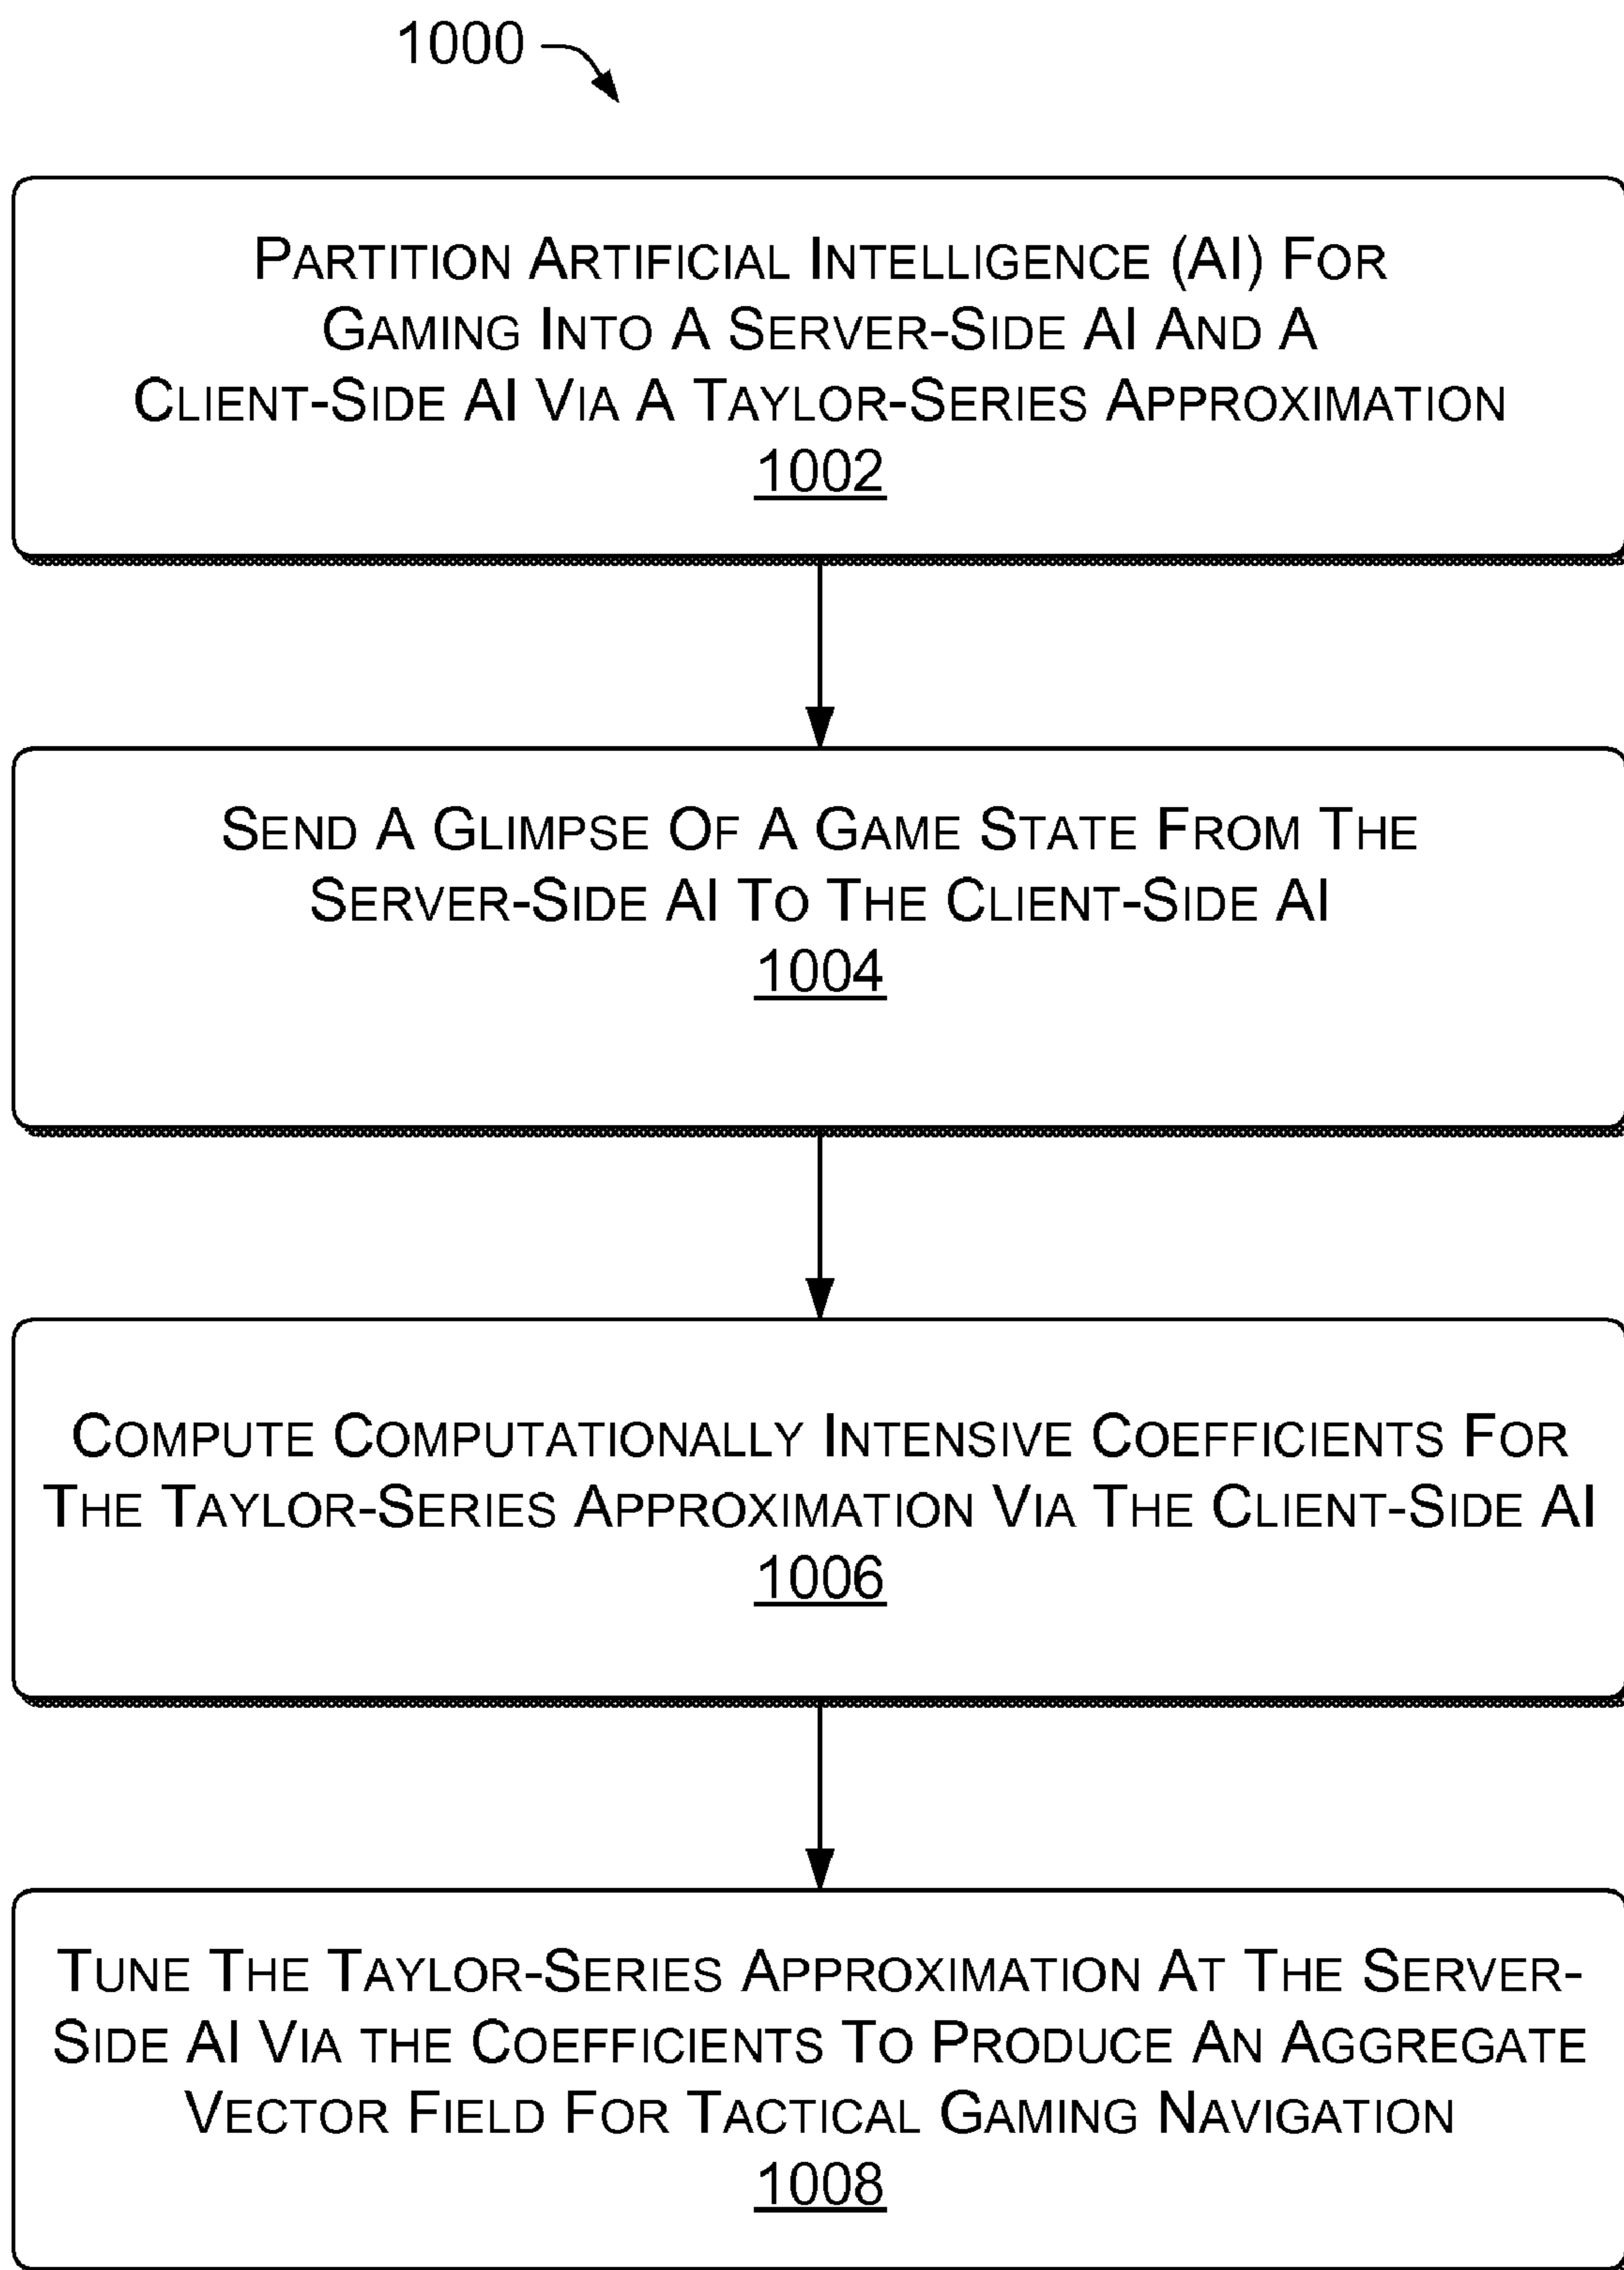 1000
PARTITION ARTIFICIAL INTELLIGENCE (AI) FOR
GAMING INTO A SERVER-SIDE AI AND A
CLIENT-SIDE AI VIA A TAYLOR-SERIES APPROXIMATION
1002
SEND A GLIMPSE OF A GAME STATE FROM THE
SERVER-SIDE AI TO THE CLIENT-SIDE AI
1004
COMPUTE COMPUTATIONALLY INTENSIVE COEFFICIENTS FOR
THE TAYLOR-SERIES APPROXIMATION VIA THE CLIENT-SIDE AI
1006
TUNE THE TAYLOR-SERIES APPROXIMATION AT THE SERVER-
SIDE AI VIA THE COEFFICIENTS TO PRODUCE AN AGGREGATE
VECTOR FIELD FOR TACTICAL GAMING NAVIGATION
1008